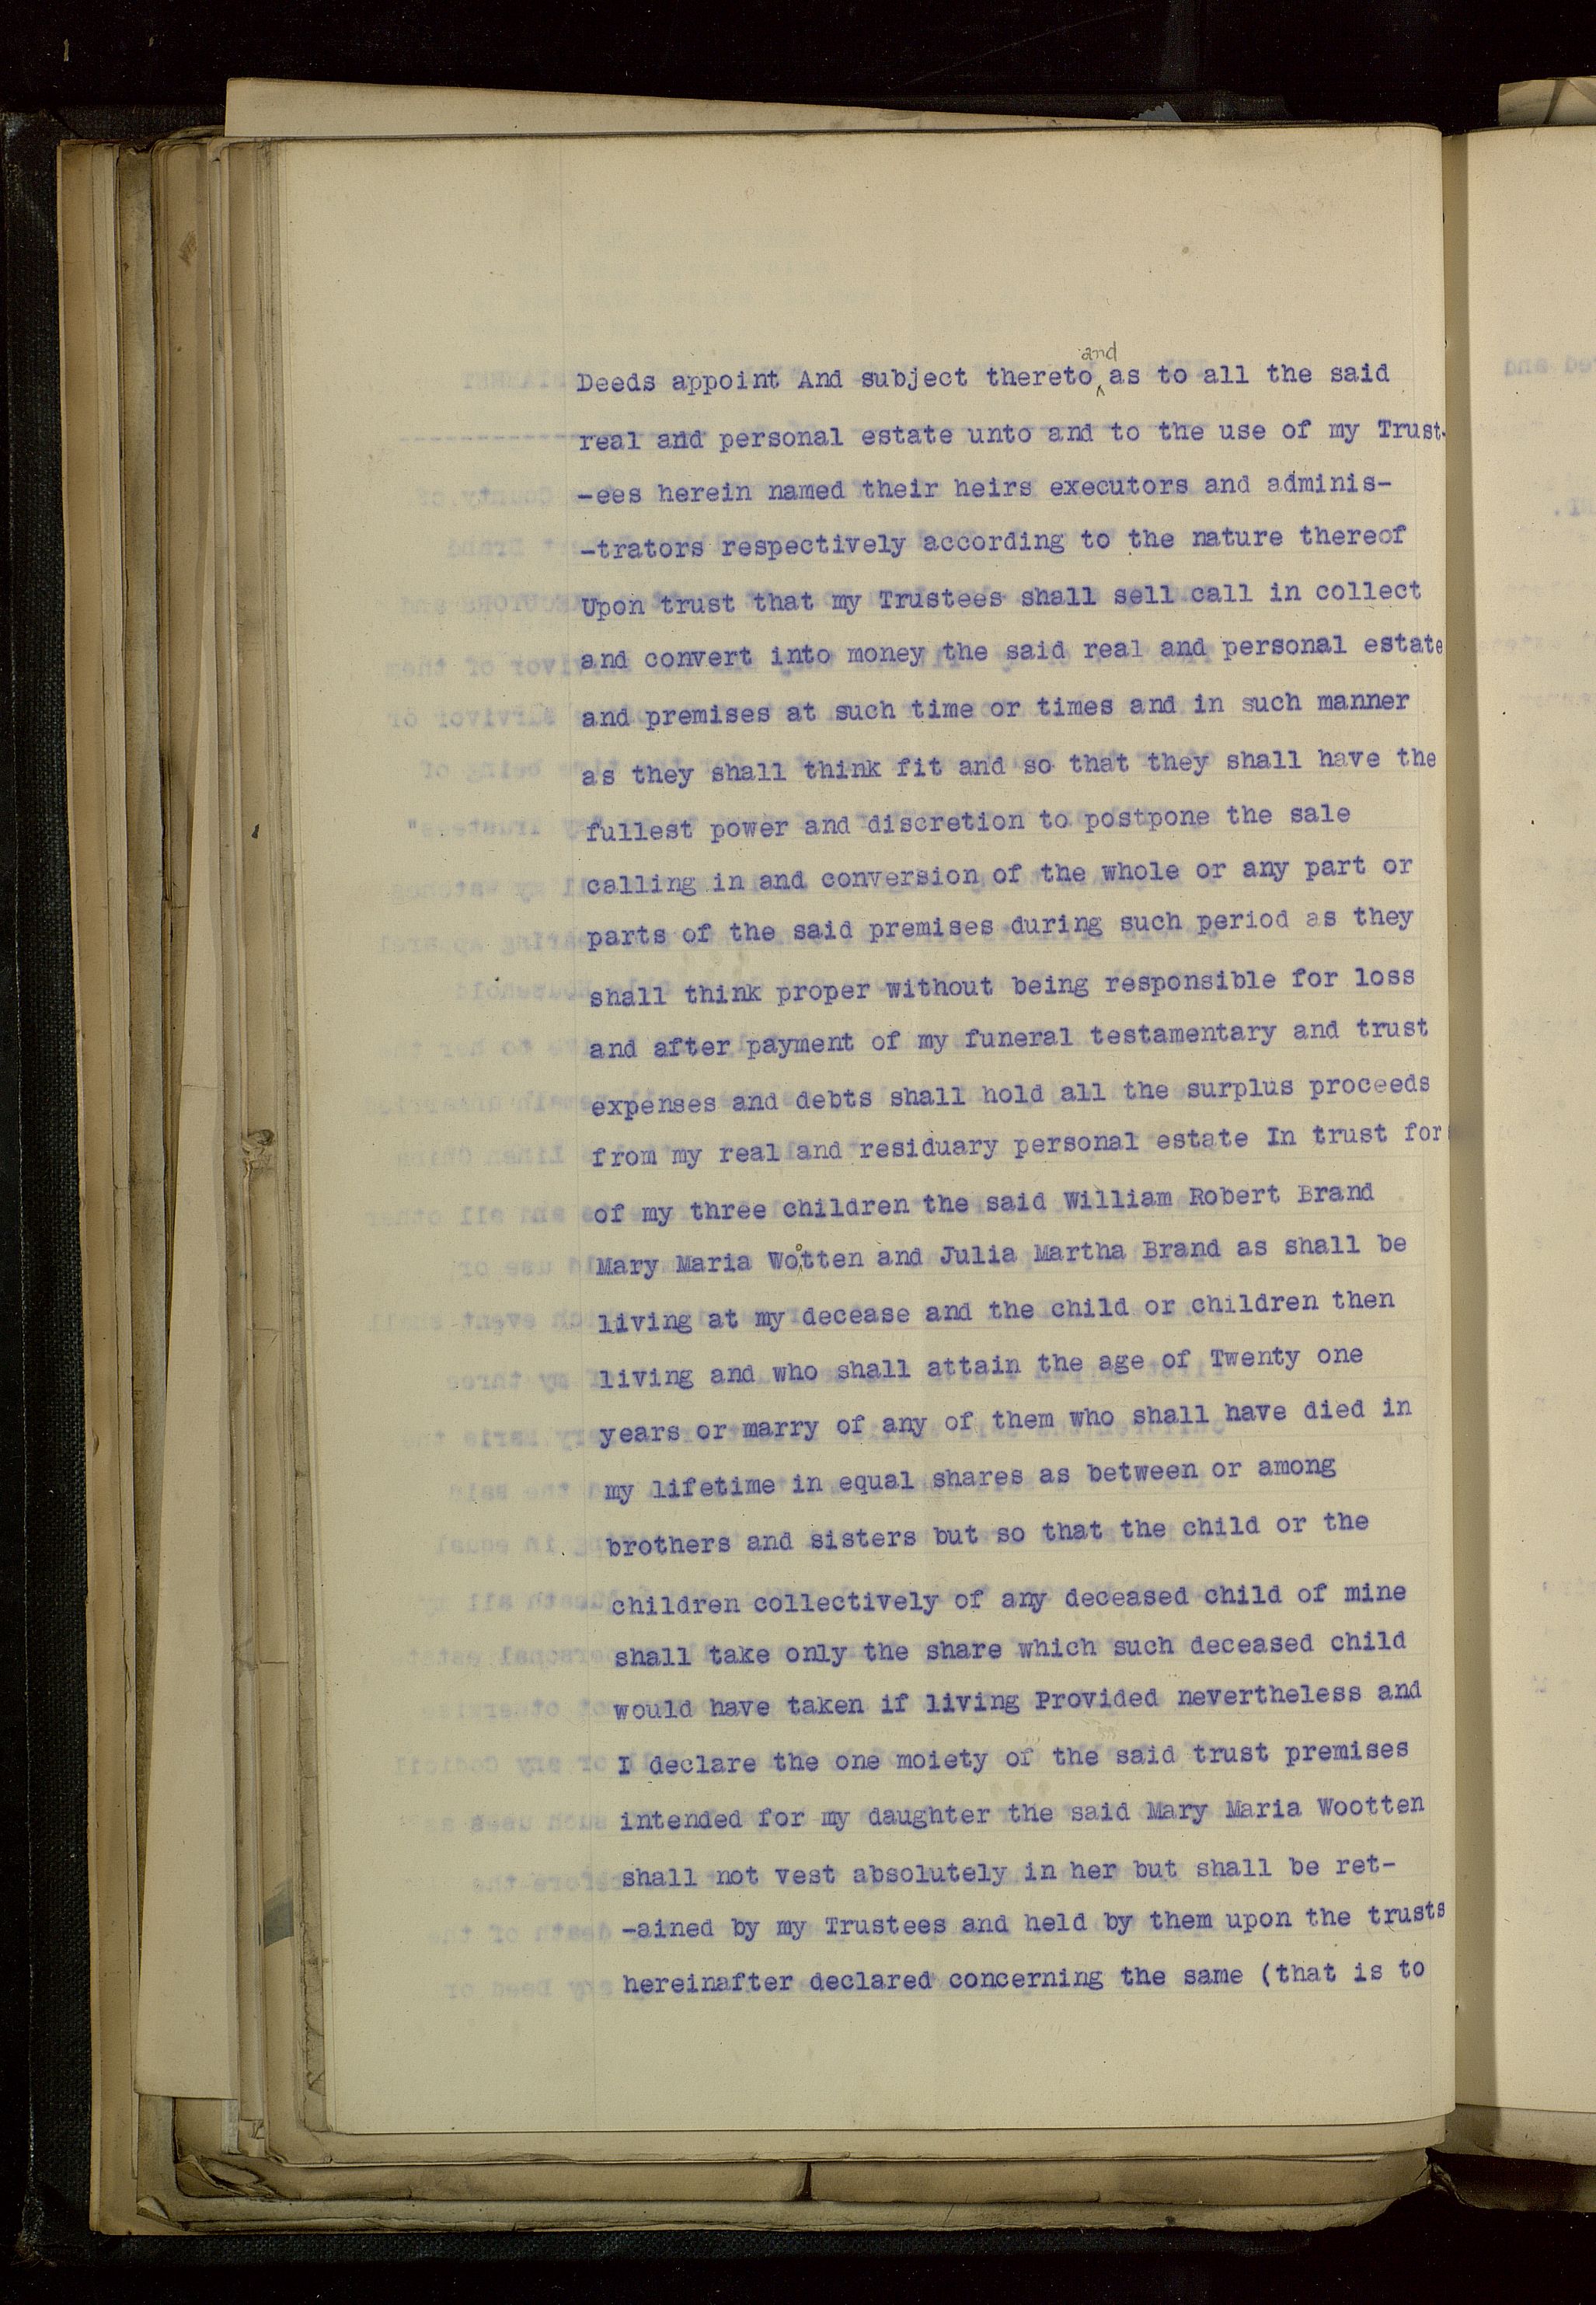 Deeds appoint And subject thereto and as to all the said
real and personal estate unto and to the use of my Trust-
-ees herein named their heirs executors and adminis-
-trators respectively according to the nature thereof
Upon trust that my Trustees shall sell call in collect
and convert into money the said real and personal estate
and premises at such time or times and in such manner
as they shall think fit and so that they shall have the
fullest power and discretion to postpone the sale
calling in and conversion of the whole or any part or
parts of the said premises during such period as they
shall think proper without being responsible for loss
and after payment of my funeral testamentary and trust
expenses and debts shall hold all the surplus proceeds
from my real and residuary personal estate In trust for
of my three children the said William Robert Brand
Mary Maria Wootten and Julia Martha Brand as shall be
living at my decease and the child or children then
living and who shall attain the age of Twenty one
years or marry of any of them who shall have died in
my lifetime in equal shares as between or among
brothers and sisters but so that the child or the
children collectively of any deceased child of mine
shall take only the share which such deceased child
would have taken if living Provided nevertheless and
I declare the one moiety of the said trust premises
intended for my daughter the said Mary Maria Wootten
shall not vest absolutely in her but shall be ret-
-ained by my Trustees and held by them upon the trusts
hereinafter declared concerning the same (that is to